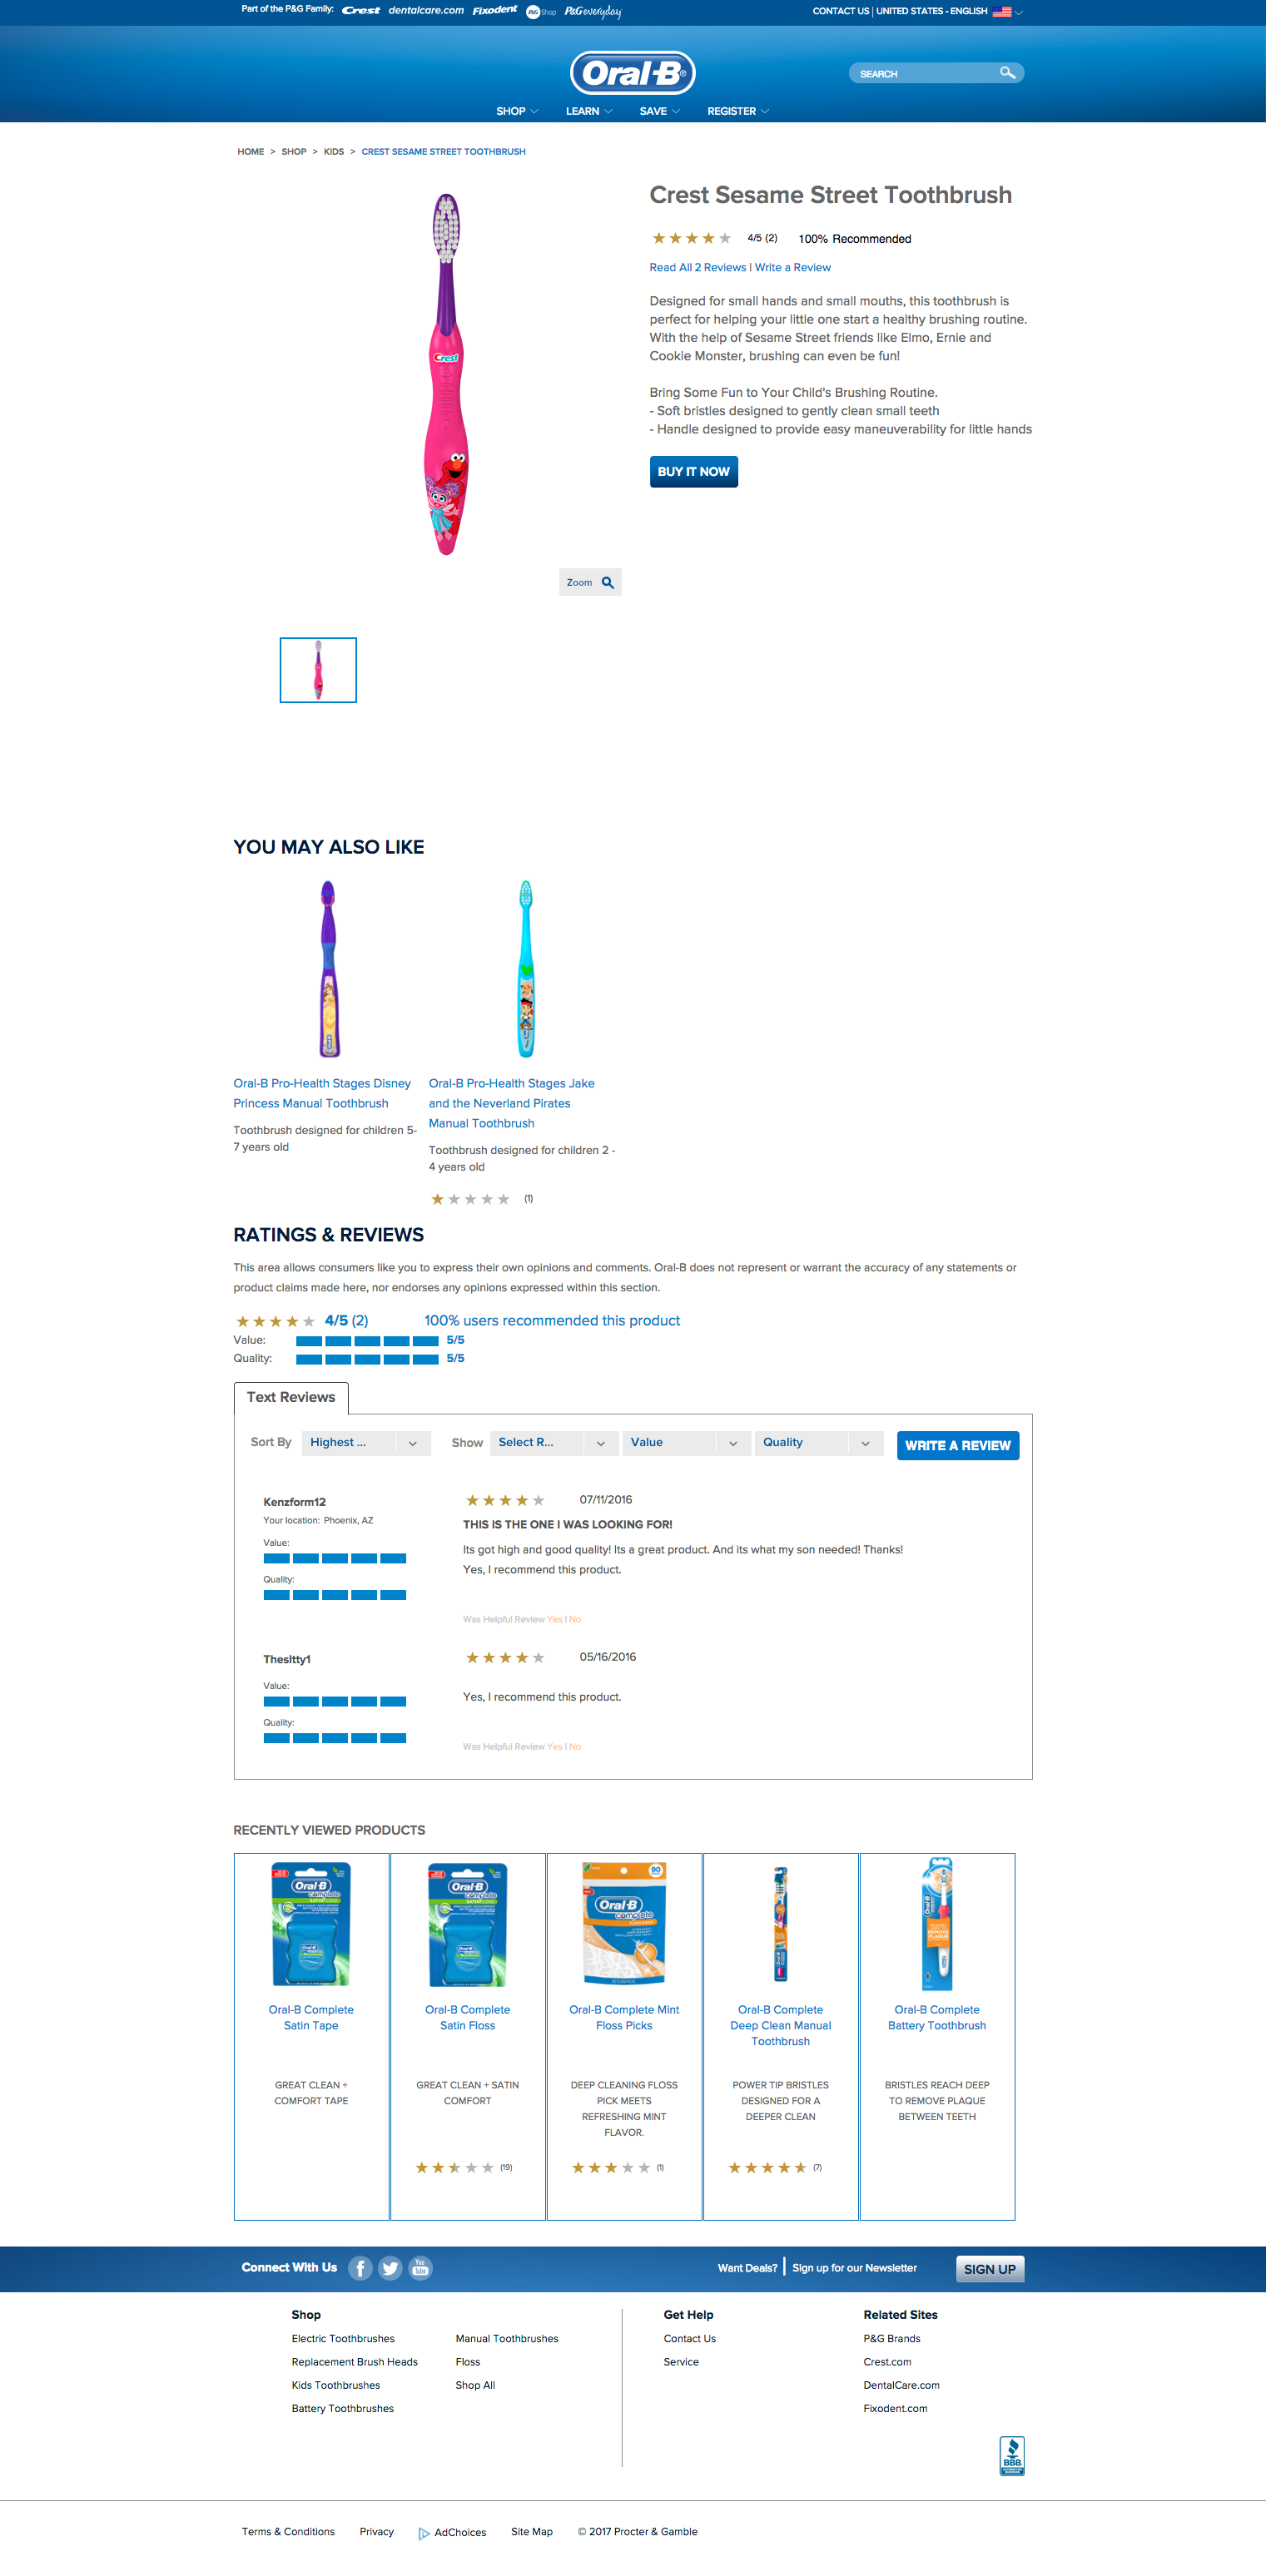 Part of the P&G Family: Crest dentalcare.com Fixodent P&G Shop P&G everyday
CONTACT US | UNITED STATES - ENGLISH
Oral-B
SEARCH
SHOP LEARN SAVE REGISTER
HOME > SHOP > KIDS > CREST SESAME STREET TOOTHBRUSH
Crest Sesame Street Toothbrush
4/5 (2) 100% Recommended
Read All 2 Reviews | Write a Review
Designed for small hands and small mouths, this toothbrush is
perfect for helping your little one start a healthy brushing routine.
With the help of Sesame Street friends like Elmo, Ernie and
Cookie Monster, brushing can even be fun!
Bring Some Fun to Your Child's Brushing Routine.
- Soft bristles designed to gently clean small teeth
- Handle designed to provide easy maneuverability for little hands
BUY IT NOW
Crest
Zoom
YOU MAY ALSO LIKE
Oral-B Pro-Health Stages Disney
Princess Manual Toothbrush
Toothbrush designed for children 5-
7 years old
Oral-B Pro-Health Stages Jake
and the Neverland Pirates
Manual Toothbrush
Toothbrush designed for children 2 -
4 years old
(1)
RATINGS & REVIEWS
This area allows consumers like you to express their own opinions and comments. Oral-B does not represent or warrant the accuracy of any statements or
product claims made here, nor endorses any opinions expressed within this section.
4/5 (2) 100% users recommended this product
Value: 5/5
Quality: 5/5
Text Reviews
Sort By Highest ... Show Select R... Value Quality WRITE A REVIEW
Kenzform12
Your location: Phoenix, AZ
Value:
Quality:
07/11/2016
THIS IS THE ONE I WAS LOOKING FOR!
Its got high and good quality! Its a great product. And its what my son needed! Thanks!
Yes, I recommend this product.
Was Helpful Review Yes | No
Thesltty1
Value:
Quality:
05/16/2016
Yes, I recommend this product.
Was Helpful Review Yes | No
RECENTLY VIEWED PRODUCTS
Oral-B
complete
Oral-B Complete
Satin Tape
GREAT CLEAN +
COMFORT TAPE
Oral-B
complete
Oral-B Complete
Satin Floss
GREAT CLEAN + SATIN
COMFORT
(19)
90
Oral-B
complete
Oral-B Complete Mint
Floss Picks
DEEP CLEANING FLOSS
PICK MEETS
REFRESHING MINT
FLAVOR.
(1)
Oral-B Complete
Deep Clean Manual
Toothbrush
POWER TIP BRISTLES
DESIGNED FOR A
DEEPER CLEAN
(7)
Oral-B
Oral-B Complete
Battery Toothbrush
BRISTLES REACH DEEP
TO REMOVE PLAQUE
BETWEEN TEETH
Connect With Us
You Tube
Want Deals? | Sign up for our Newsletter
SIGN UP
Shop
Electric Toothbrushes
Replacement Brush Heads
Kids Toothbrushes
Battery Toothbrushes
Manual Toothbrushes
Floss
Shop All
Get Help
Contact Us
Service
Related Sites
P&G Brands
Crest.com
DentalCare.com
Fixodent.com
BBB.
Terms & Conditions Privacy AdChoices Site Map © 2017 Procter & Gamble